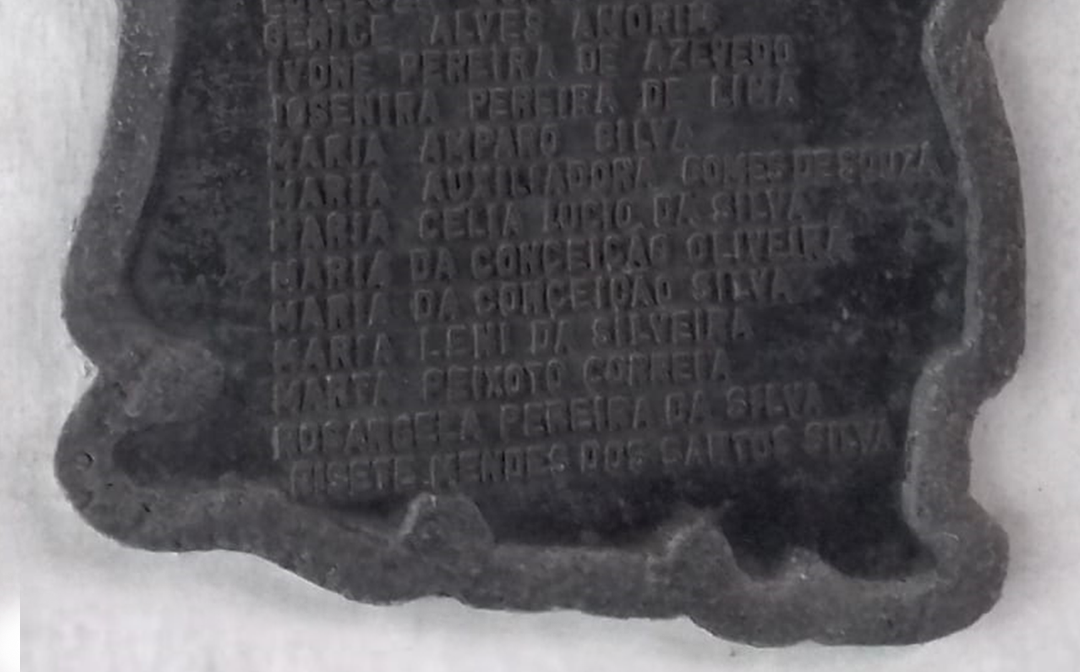 GENICE ALVES AMORIM
IVONE PEREIRA DE AZEVEDO
JOSENIRA PEREIRA DE LIMA
MARIA AMPARO SILVA
MARIA AUXILIADORA GOMES DE SOUZA
MARIA CELIA LUCIO DA SILVA
MARIA DA CONCEIÇÃO OLIVEIRA
MARIA DA CONCEIÇÃO SILVA
MARIA LENI DA SILVEIRA
MARTA PEIXOTO CORREIA
ROSANGELA PEREIRA DA SILVA
RISETE MENDES DOS SANTOS SILVA